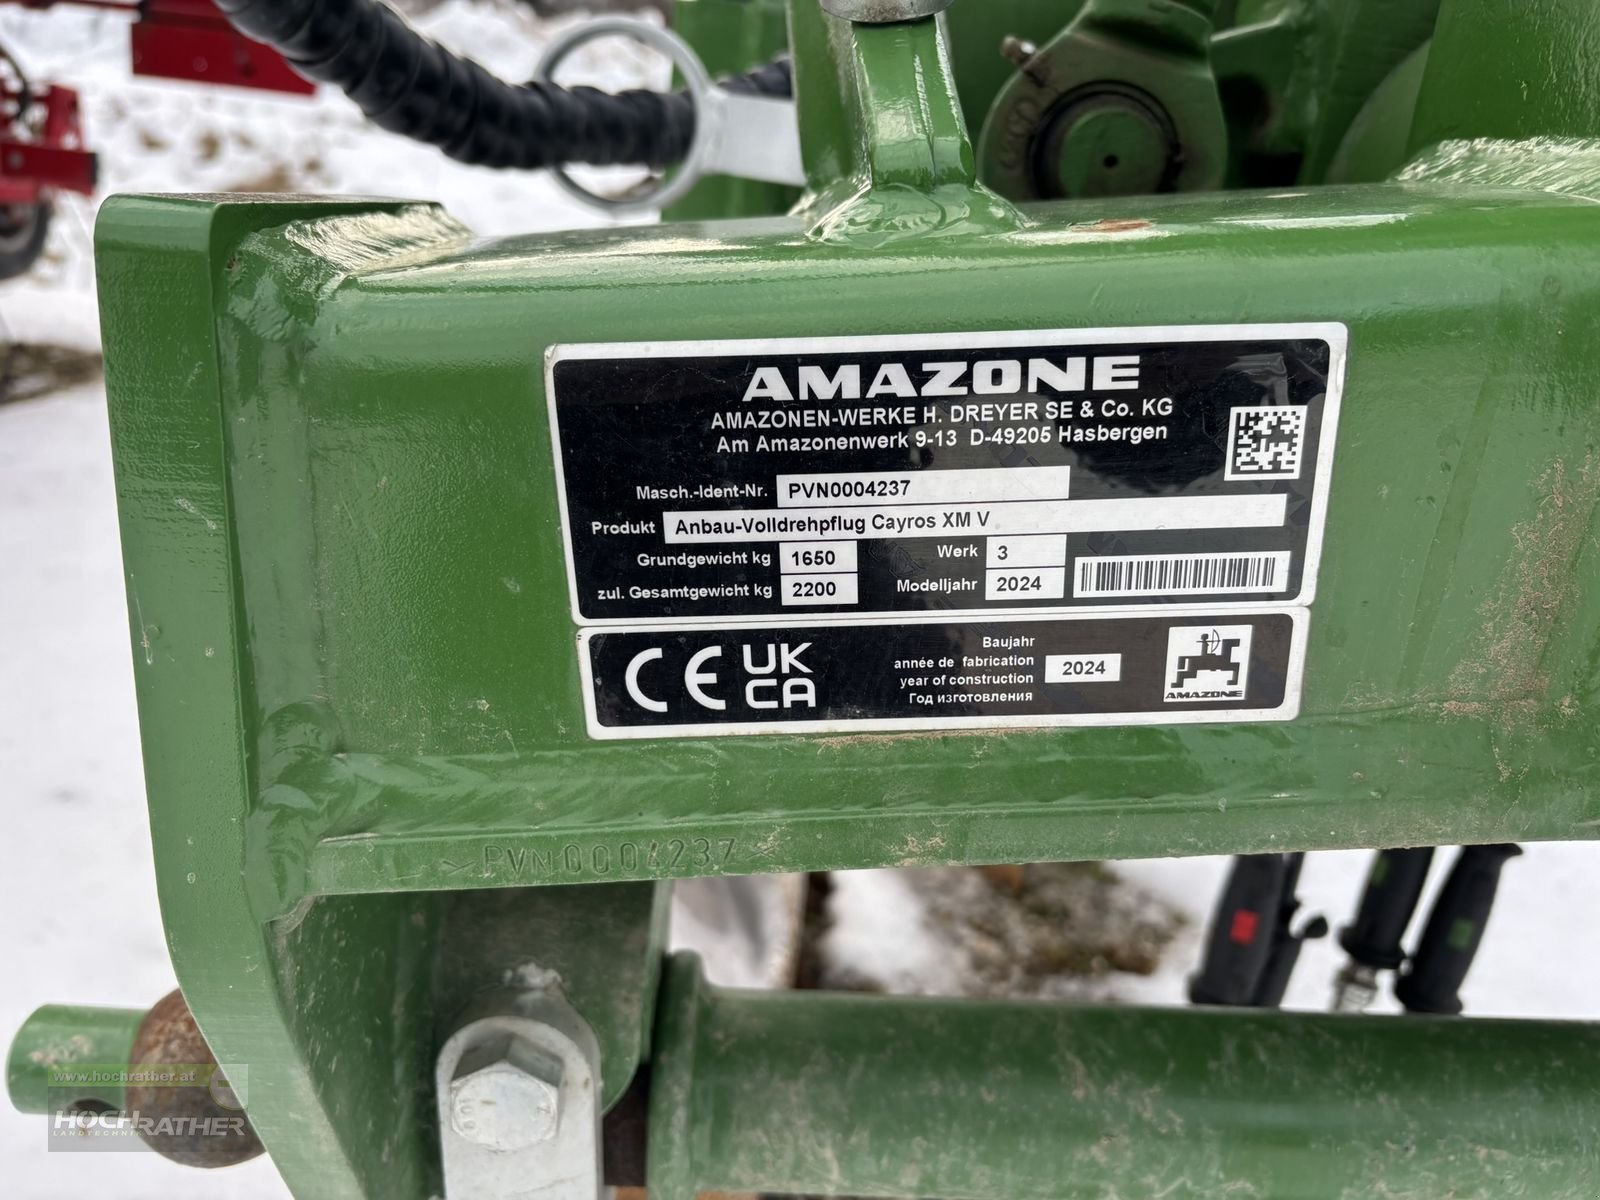 AMAZONE
AMAZONEN-WERKE H. DREYER SE & Co. KG
Am Amazonenwerk 9-13 D-49205 Hasbergen
Masch.-Ident-Nr. PVN0004237
Produkt Anbau-Volldrehpflug Cayros XM V
Grundgewicht kg 1650 Werk 3
zul. Gesamtgewicht kg 2200 Modelljahr 2024
CE UK CA
Baujahr
année de fabrication
year of construction 2024
Год изготовления
AMAZONE
PVN0004237
www.hochrather.at
HOCHRATHER
LANDTECHNIK